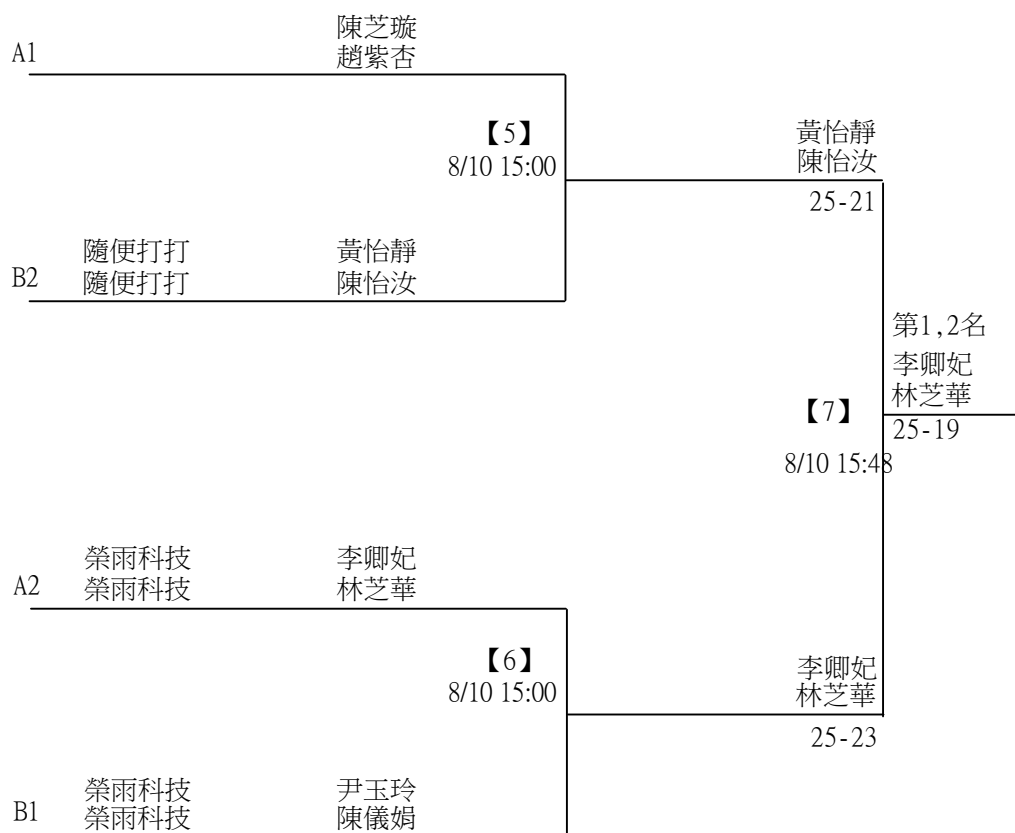 陳芝璇
A1 趙紫杏
【5】
8/10 15:00
黃怡靜
陳怡汝
25-21
隨便打打 黃怡靜
B2 隨便打打 陳怡汝
第1,2名
李卿妃
林芝華
【7】
25-19
8/10 15:48
榮雨科技 李卿妃
A2 榮雨科技 林芝華
【6】
8/10 15:00
李卿妃
林芝華
25-23
榮雨科技 尹玉玲
B1 榮雨科技 陳儀娟